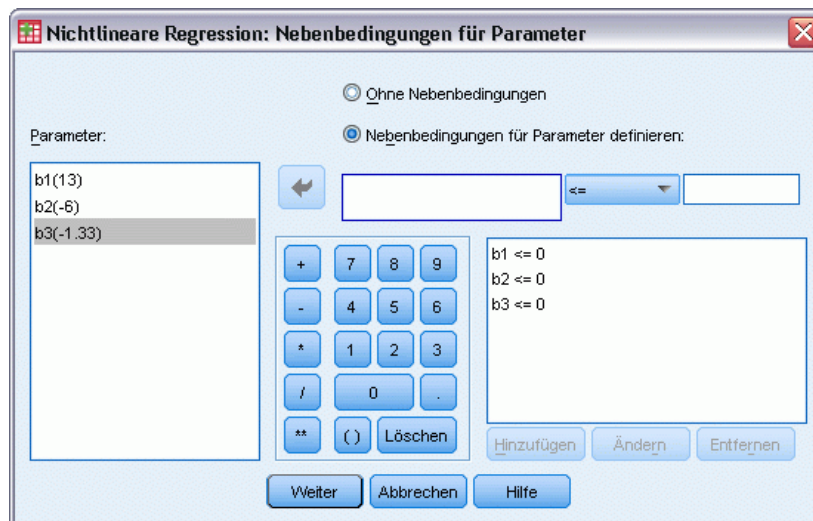 Nichtlineare Regression: Nebenbedingungen für Parameter
Ohne Nebenbedingungen
Parameter:
Nebenbedingungen für Parameter definieren:
b1(13)
b2(-6)
b3(-1.33)
<=
b1 <= 0
b2 <= 0
b3 <= 0
+ 7 8 9
- 4 5 6
* 1 2 3
/ 0 .
** ( ) Löschen
Hinzufügen Ändern Entfernen
Weiter Abbrechen Hilfe